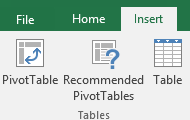 File Home Insert
PivotTable Recommended Table
PivotTables
Tables